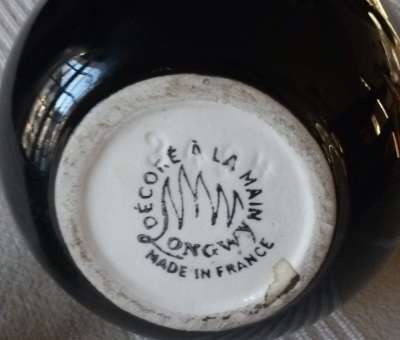 DÉCORÉ À LA MAIN
LONGWY
MADE IN FRANCE